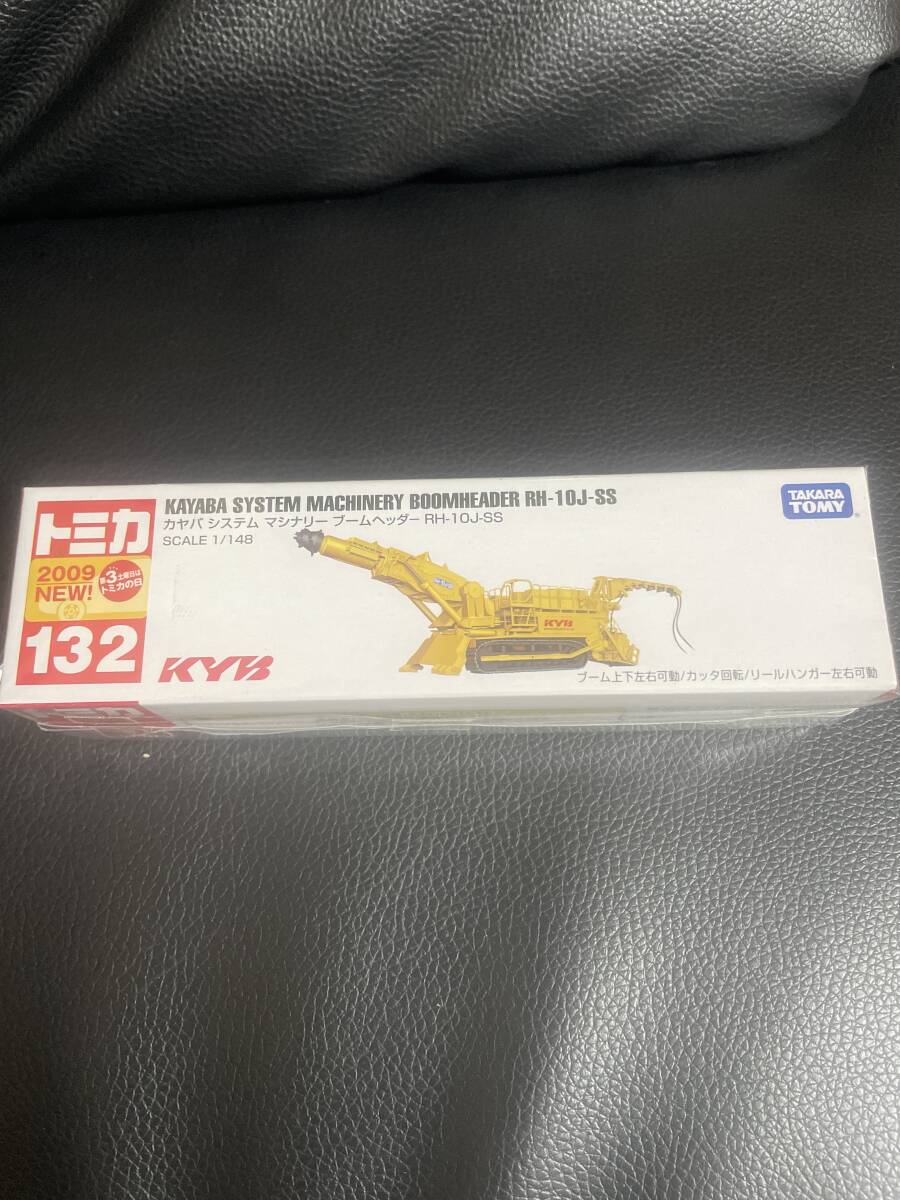 トミカ
2009
NEW!
第3土曜日は
トミカの日
132
KAYABA SYSTEM MACHINERY BOOMHEADER RH-10J-SS
カヤバ システム マシナリー ブームヘッダー RH-10J-SS
SCALE 1/148
KYB
TAKARA
TOMY
KYB
ブーム上下左右可動/カッタ回転/リールハンガー左右可動